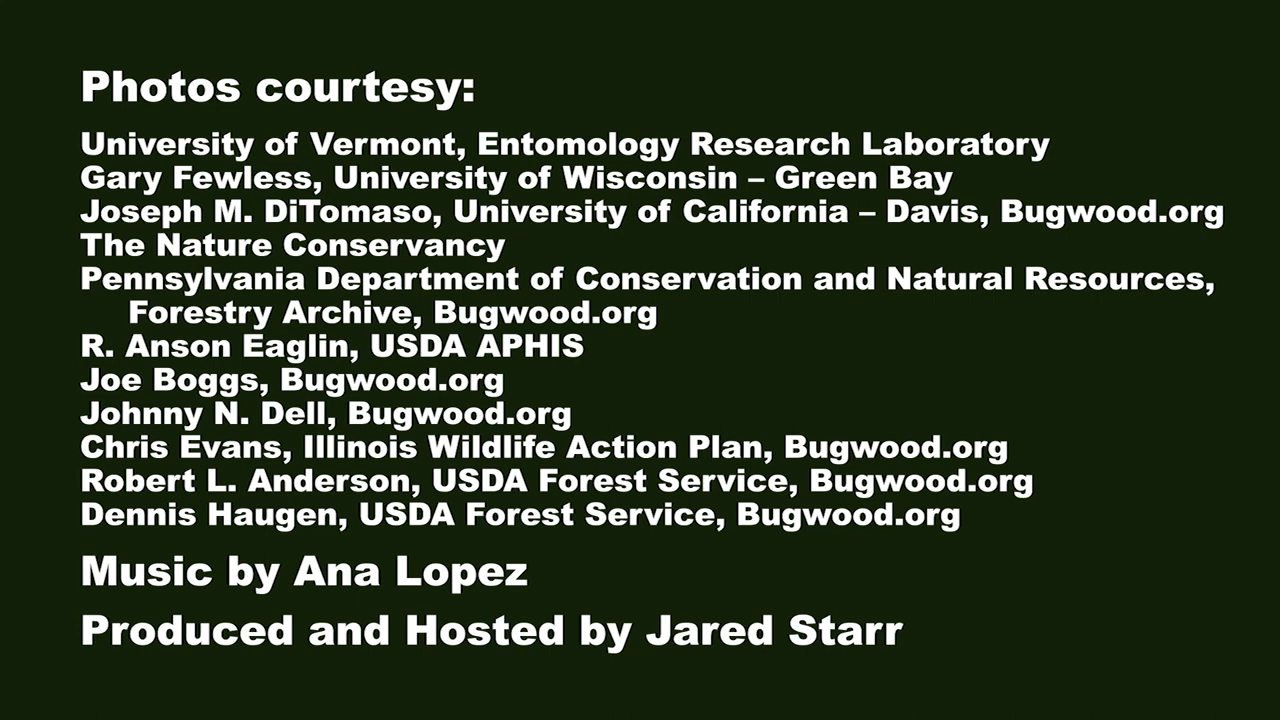 Photos courtesy:
University of Vermont, Entomology Research Laboratory
Gary Fewless, University of Wisconsin – Green Bay
Joseph M. DiTomaso, University of California – Davis, Bugwood.org
The Nature Conservancy
Pennsylvania Department of Conservation and Natural Resources,
Forestry Archive, Bugwood.org
R. Anson Eaglin, USDA APHIS
Joe Boggs, Bugwood.org
Johnny N. Dell, Bugwood.org
Chris Evans, Illinois Wildlife Action Plan, Bugwood.org
Robert L. Anderson, USDA Forest Service, Bugwood.org
Dennis Haugen, USDA Forest Service, Bugwood.org
Music by Ana Lopez
Produced and Hosted by Jared Starr